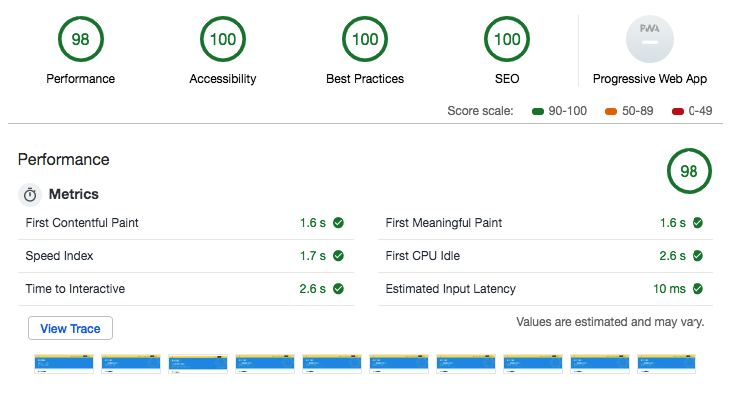 98 100 100 100 PWA
Performance Accessibility Best Practices SEO Progressive Web App
Score scale: 90-100 50-89 0-49
Performance 98
Metrics
First Contentful Paint 1.6 s First Meaningful Paint 1.6 s
Speed Index 1.7 s First CPU Idle 2.6 s
Time to Interactive 2.6 s Estimated Input Latency 10 ms
View Trace Values are estimated and may vary.